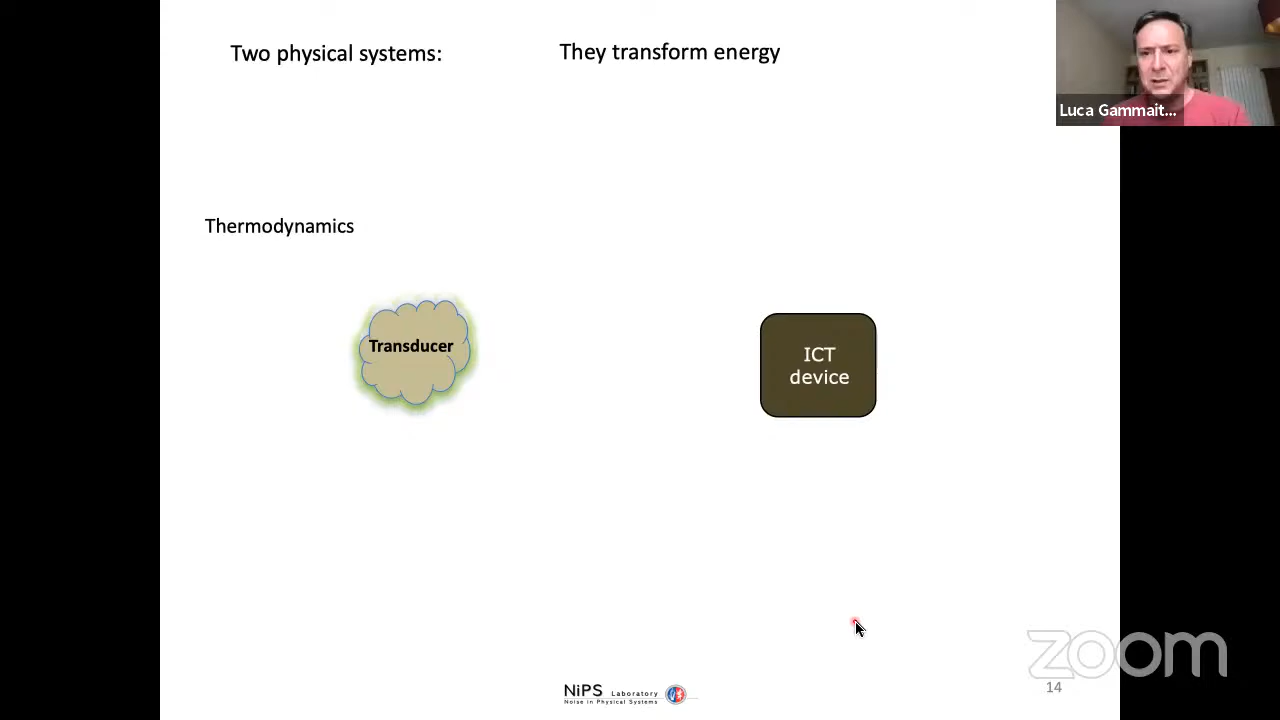 Two physical systems:
They transform energy
Luca Gammait...
Thermodynamics
Transducer
ICT
device
zoom
14
NiPS Laboratory
Noise in Physical Systems